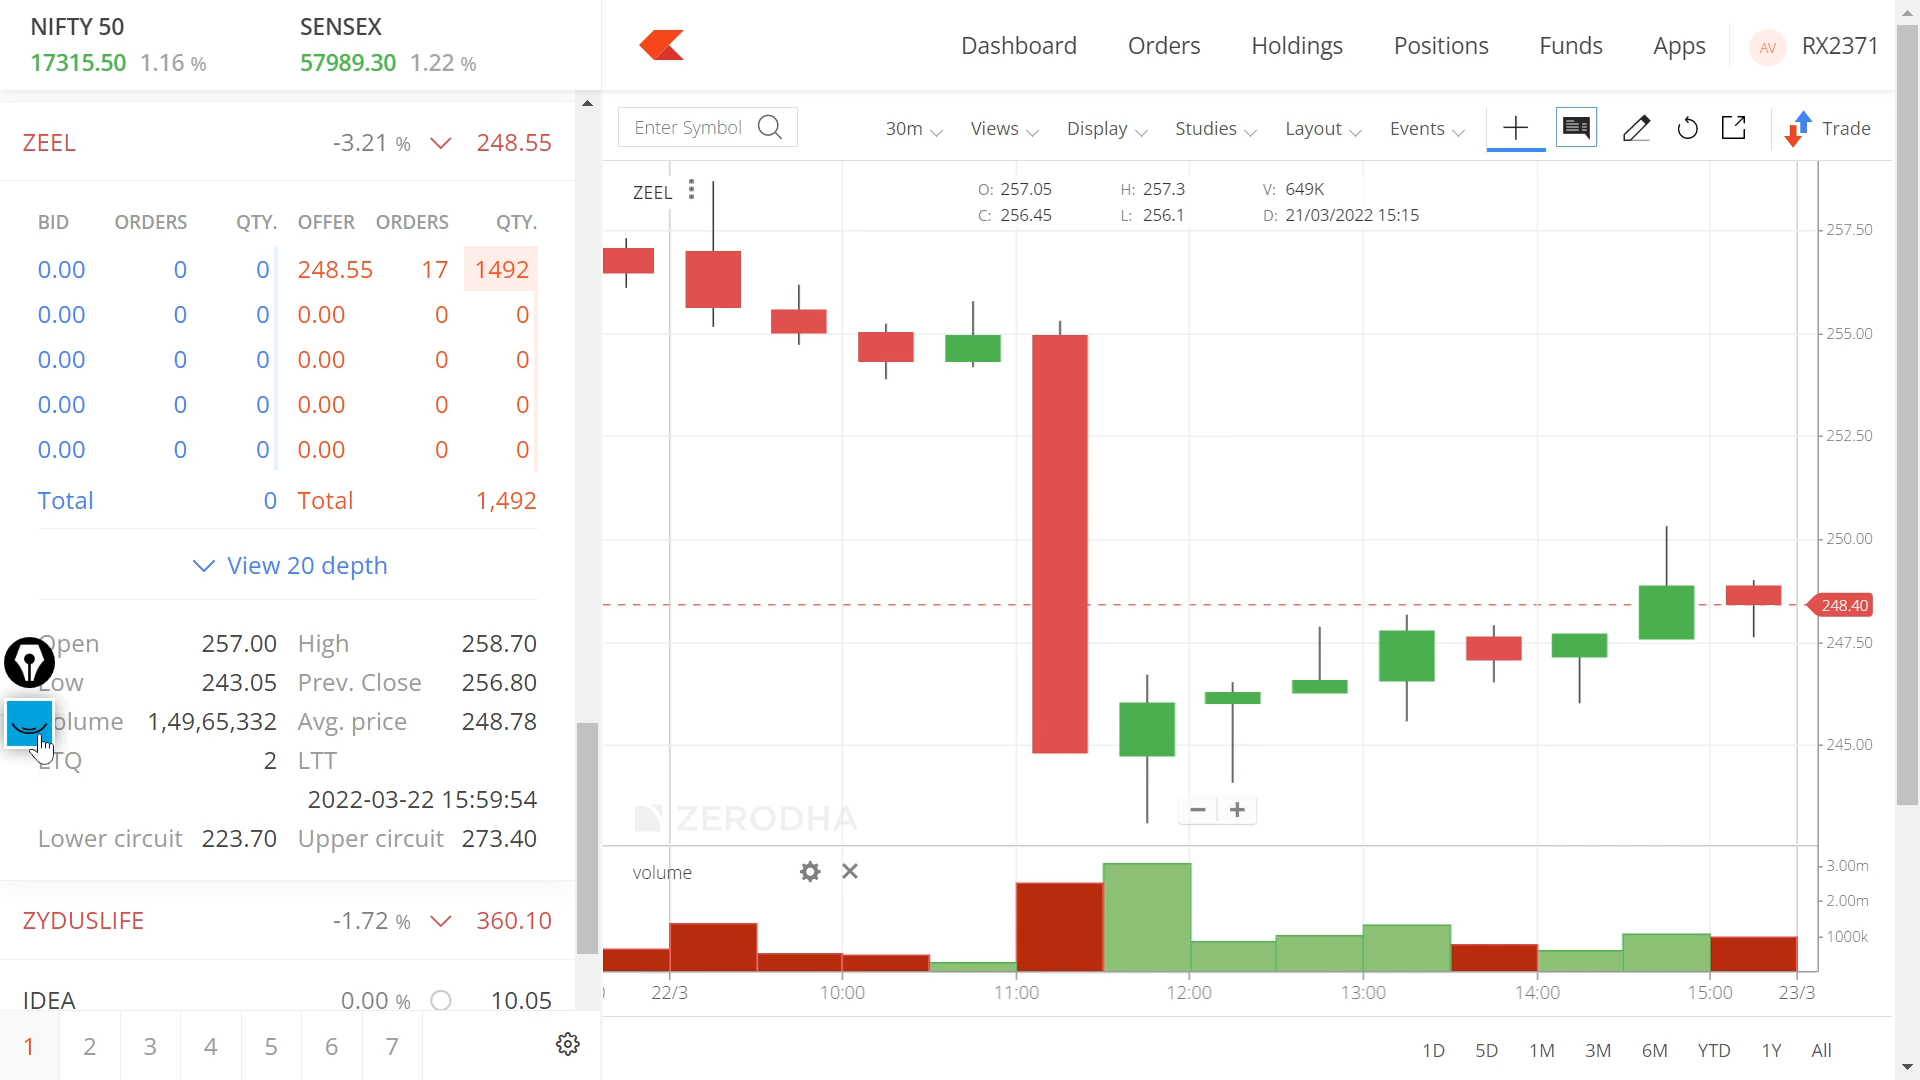 NIFTY 50 SENSEX
17315.50 1.16 % 57989.30 1.22 %
Dashboard Orders Holdings Positions Funds Apps AV RX2371
ZEEL -3.21 % 248.55
BID ORDERS QTY. OFFER ORDERS QTY.
0.00 0 0 248.55 17 1492
0.00 0 0 0.00 0 0
0.00 0 0 0.00 0 0
0.00 0 0 0.00 0 0
0.00 0 0 0.00 0 0
Total 0 Total 1,492
View 20 depth
Open 257.00 High 258.70
Low 243.05 Prev. Close 256.80
Volume 1,49,65,332 Avg. price 248.78
LTQ 2 LTT
2022-03-22 15:59:54
Lower circuit 223.70 Upper circuit 273.40
ZYDUSLIFE -1.72 % 360.10
IDEA 0.00 % 10.05
1 2 3 4 5 6 7
Enter Symbol 30m Views Display Studies Layout Events Trade
ZEEL O: 257.05 H: 257.3 V: 649K
C: 256.45 L: 256.1 D: 21/03/2022 15:15
257.50
255.00
252.50
250.00
248.40
247.50
245.00
ZERODHA
volume
3.00m
2.00m
1000k
22/3 10:00 11:00 12:00 13:00 14:00 15:00 23/3
1D 5D 1M 3M 6M YTD 1Y All